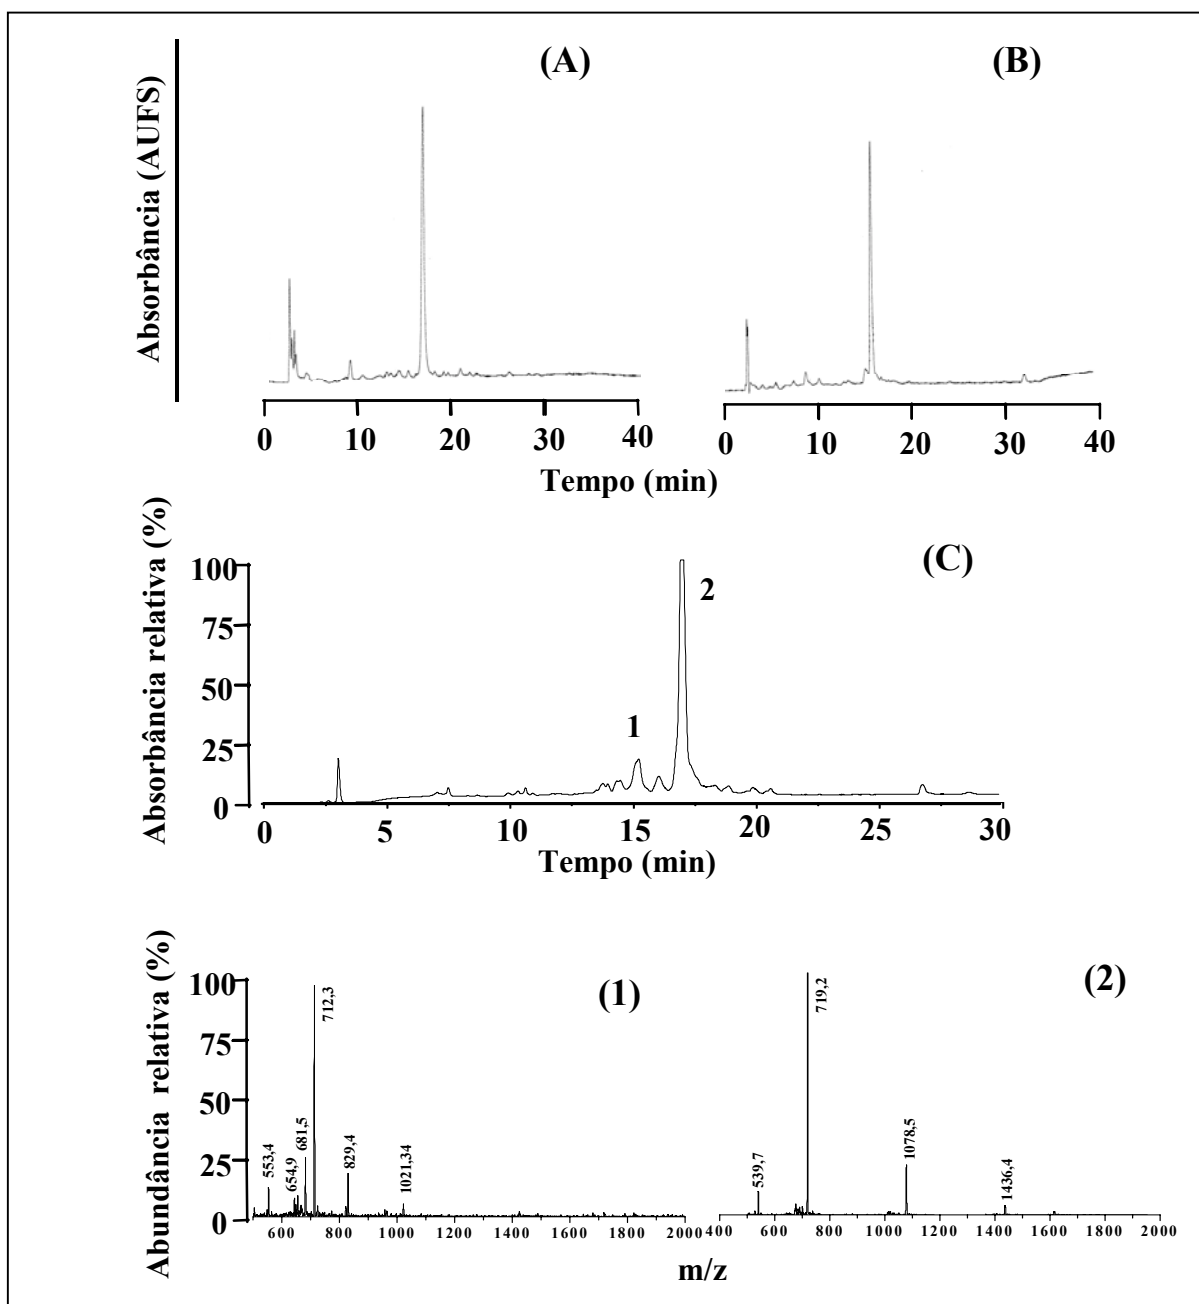 (A)
(B)
Absorbância (AUFS)
0 10 20 30 40
0 10 20 30 40
Tempo (min)
Absorbância relativa (%)
(C)
100
75
50
25
0
1
2
0 5 10 15 20 25 30
Tempo (min)
Abundância relativa (%)
(1)
100
75
50
25
0
553,4
654,9
681,5
712,3
829,4
1021,34
600 800 1000 1200 1400 1600 1800 2000
(2)
539,7
719,2
1078,5
1436,4
400 600 800 1000 1200 1400 1600 1800 2000
m/z